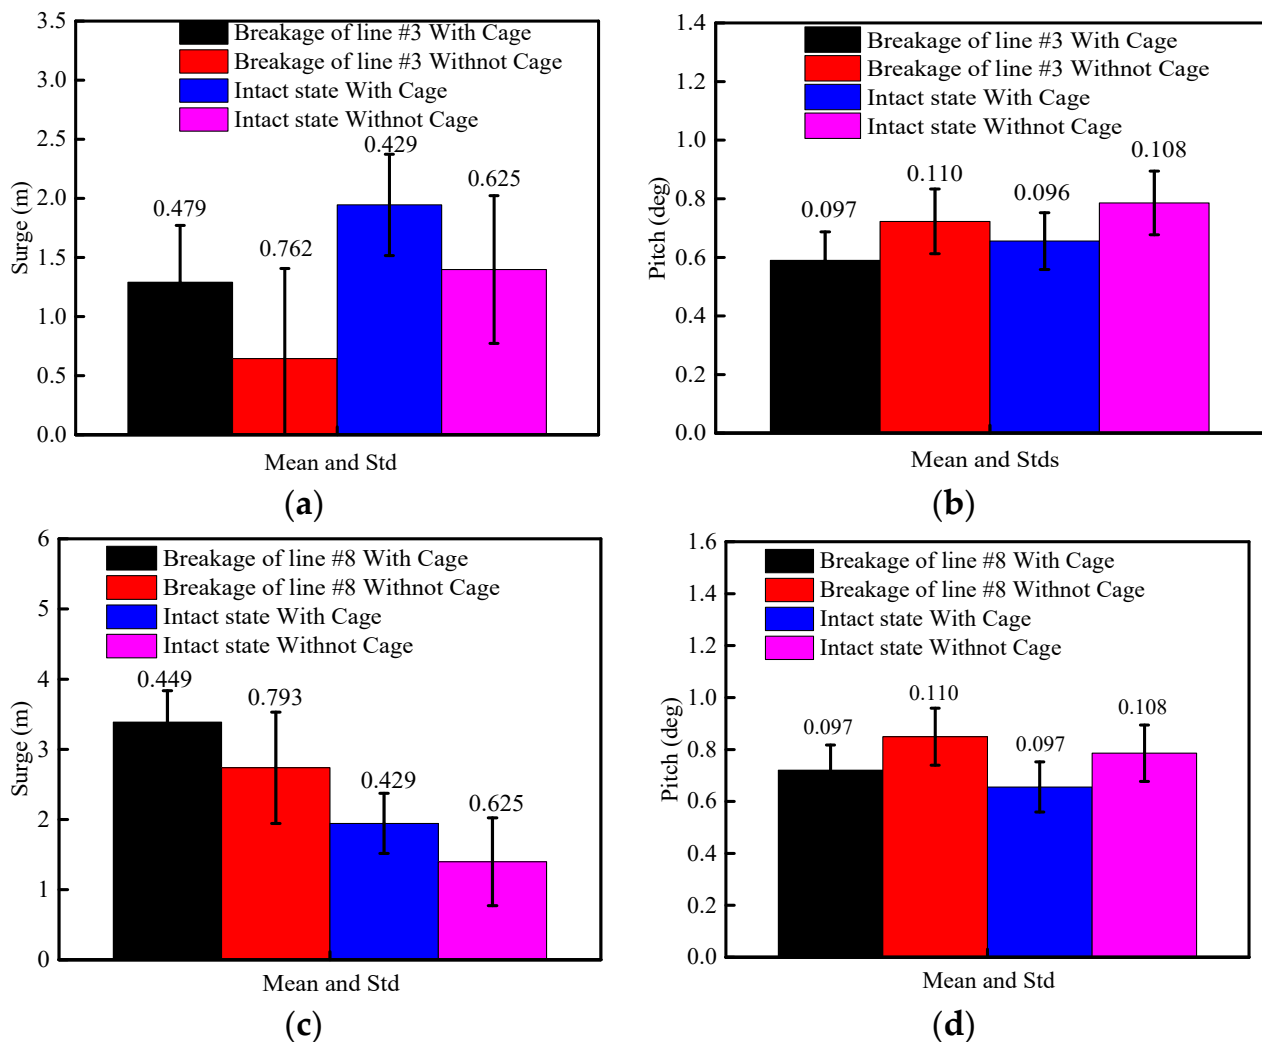 3.5
3.0
2.5
2.0
1.5
1.0
0.5
0.0
Surge (m)
Breakage of line #3 With Cage
Breakage of line #3 Withnot Cage
Intact state With Cage
Intact state Withnot Cage
0.479
0.762
0.429
0.625
Mean and Std
(a)
1.4
1.2
1.0
0.8
0.6
0.4
0.2
0.0
Pitch (deg)
Breakage of line #3 With Cage
Breakage of line #3 Withnot Cage
Intact state With Cage
Intact state Withnot Cage
0.097
0.110
0.096
0.108
Mean and Stds
(b)
6
5
4
3
2
1
0
Surge (m)
Breakage of line #8 With Cage
Breakage of line #8 Withnot Cage
Intact state With Cage
Intact state Withnot Cage
0.449
0.793
0.429
0.625
Mean and Std
(c)
1.6
1.4
1.2
1.0
0.8
0.6
0.4
0.2
0.0
Pitch (deg)
Breakage of line #8 With Cage
Breakage of line #8 Withnot Cage
Intact state With Cage
Intact state Withnot Cage
0.097
0.110
0.097
0.108
Mean and Std
(d)